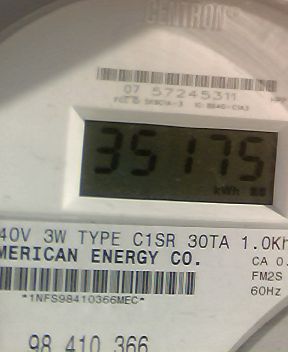 CENTRON
07 57245311
35175
kWh
40V 3W TYPE C1SR 30TA 1.0Kh
MERICAN ENERGY CO.
CA 0.
FM2S
*1NFS98410366MEC*
60Hz
98 410 366